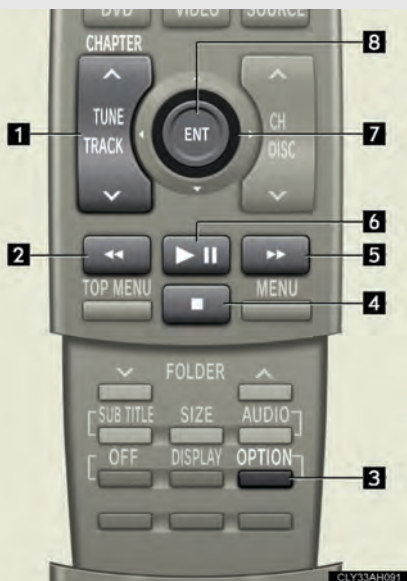 DVD VIDEO SOURCE
CHAPTER
8
TUNE
TRACK
1
ENT
CH
DISC
7
6
2
5
TOP MENU
MENU
4
FOLDER
SUB TITLE SIZE AUDIO
OFF DISPLAY OPTION
3
CLY33AH091